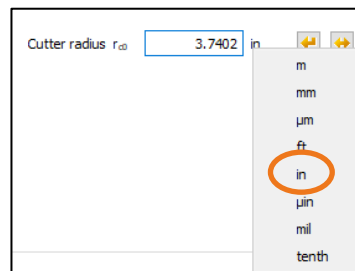 Cutter radius r_c0 3.7402 in
m
mm
µm
ft
in
µin
mil
tenth